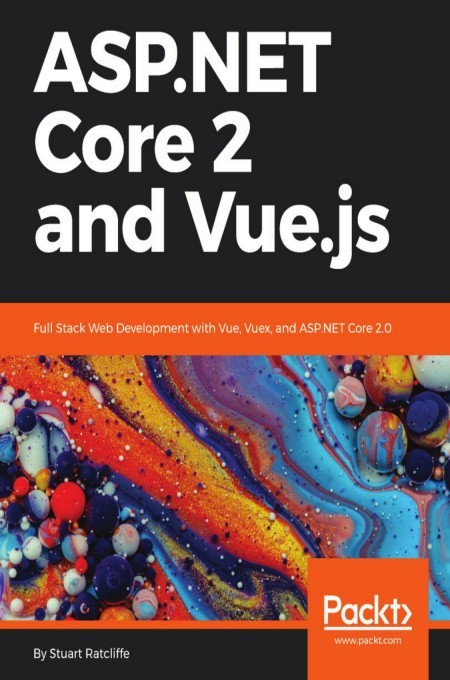 ASP.NET
Core 2
and Vue.js
Full Stack Web Development with Vue, Vuex, and ASP.NET Core 2.0
Packt>
www.packt.com
By Stuart Ratcliffe